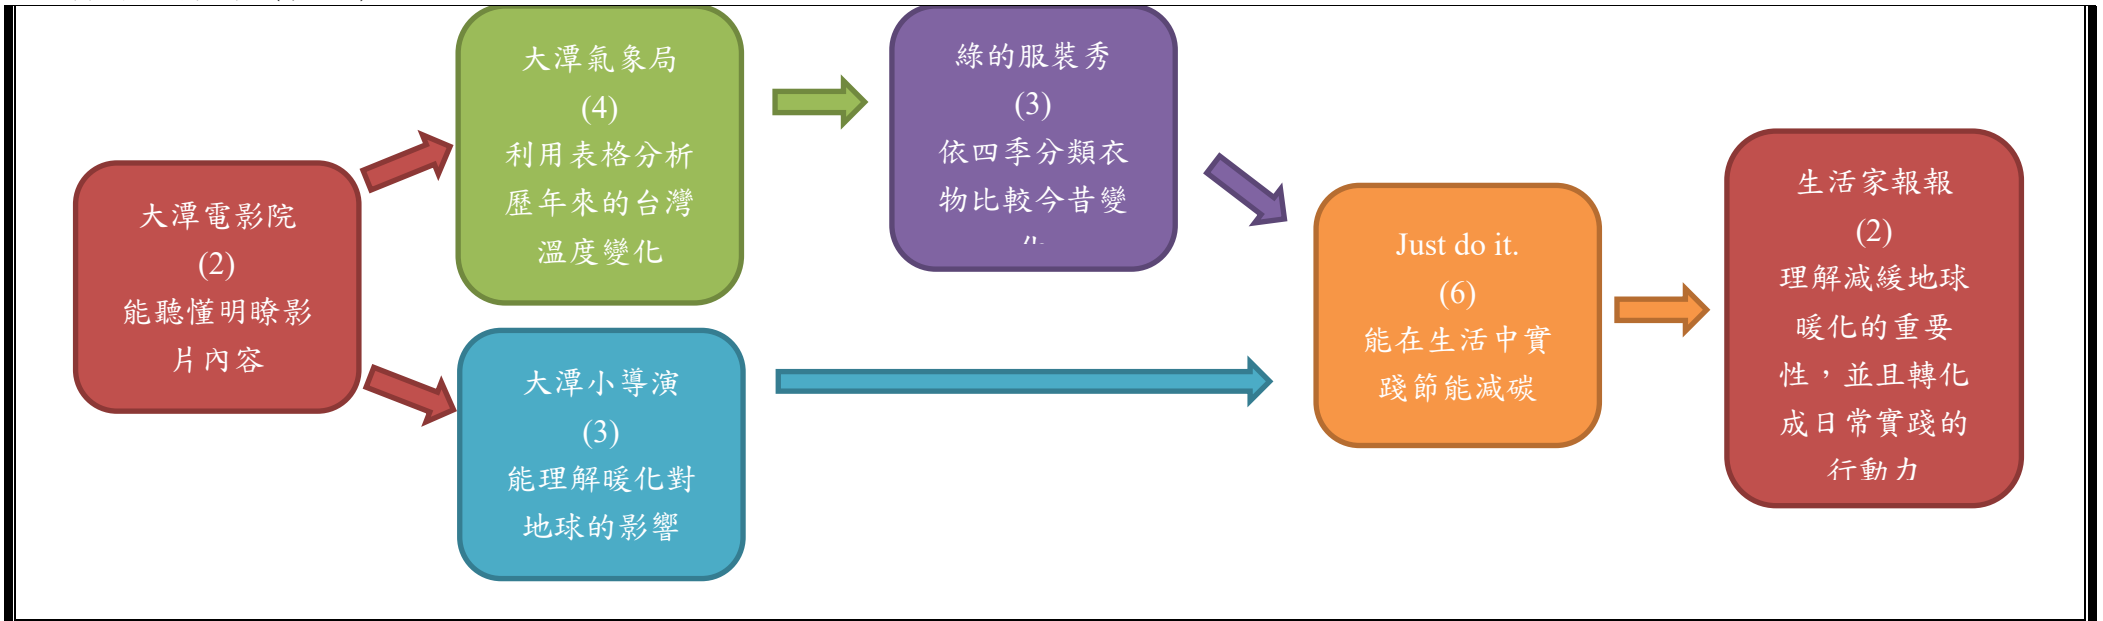 大潭電影院
(2)
能聽懂明瞭影
片內容
大潭氣象局
(4)
利用表格分析
歷年來的台灣
溫度變化
大潭小導演
(3)
能理解暖化對
地球的影響
綠的服裝秀
(3)
依四季分類衣
物比較今昔變
Just do it.
(6)
能在生活中實
踐節能減碳
生活家報報
(2)
理解減緩地球
暖化的重要
性，並且轉化
成日常實踐的
行動力